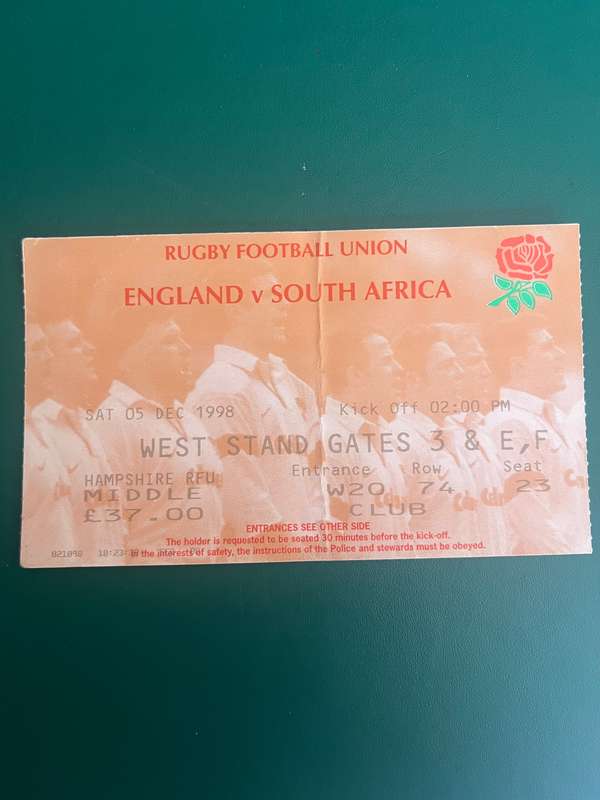 RUGBY FOOTBALL UNION
ENGLAND v SOUTH AFRICA
SAT 05 DEC 1998 Kick Off 02:00 PM
WEST STAND GATES 3 & E,F
Entrance Row Seat
HAMPSHIRE RFU
MIDDLE W20 74 23
£37.00 CLUB
ENTRANCES SEE OTHER SIDE
The holder is requested to be seated 30 minutes before the kick-off.
021098 In the interests of safety, the instructions of the Police and stewards must be obeyed.